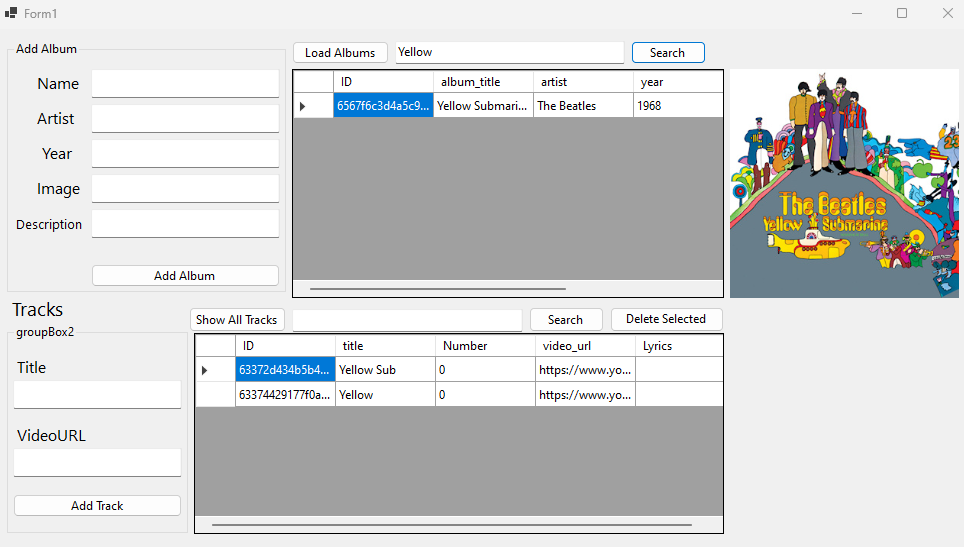 Form1
Add Album
Load Albums Yellow Search
Name
Artist
Year
Image
Description
Add Album
ID album_title artist year
6567f6c3d4a5c9... Yellow Submari... The Beatles 1968
The Beatles
Yellow Submarine
Tracks
groupBox2
Show All Tracks Search Delete Selected
Title
VideoURL
Add Track
ID title Number video_url Lyrics
63372d434b5b4... Yellow Sub 0 https://www.yo...
63374429177f0a... Yellow 0 https://www.yo...